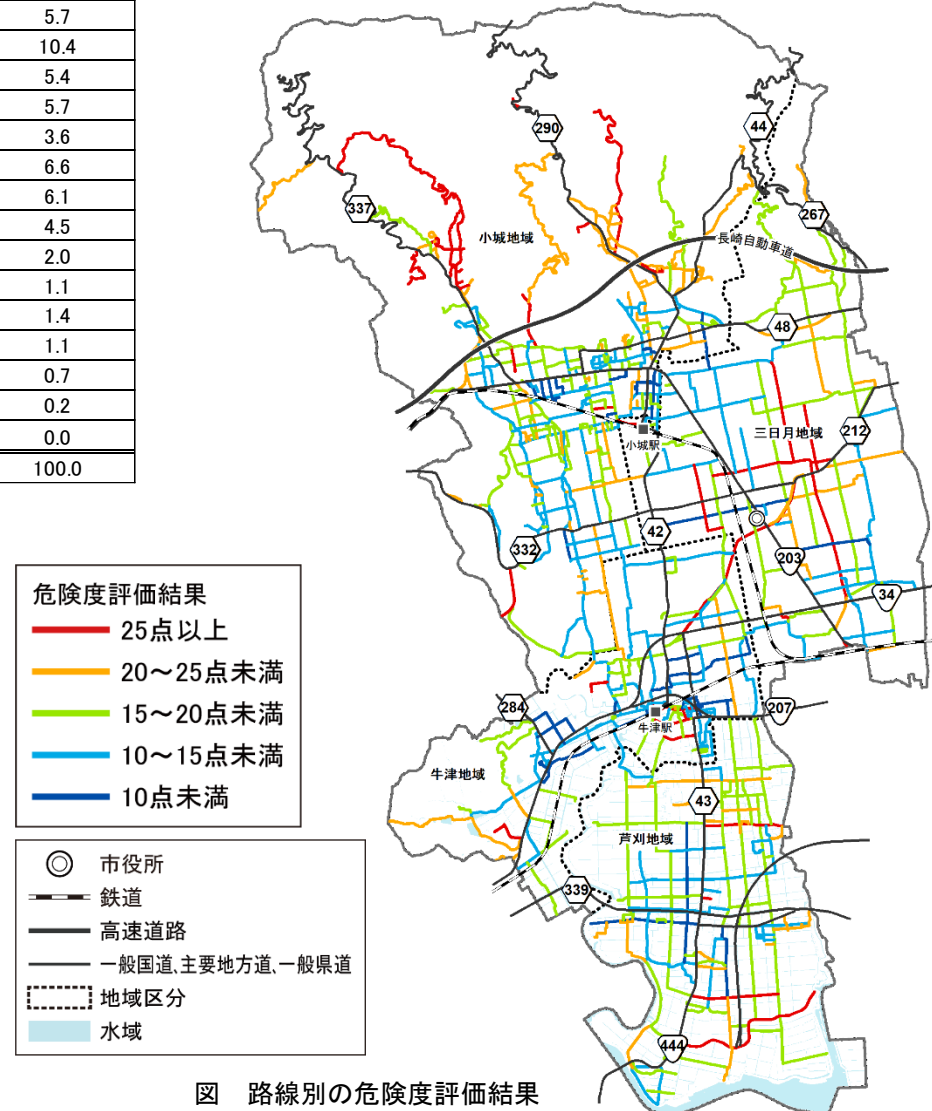 5.7
10.4
5.4
5.7
3.6
6.6
6.1
4.5
2.0
1.1
1.4
1.1
0.7
0.2
0.0
100.0
290
44
337
267
小城地域
長崎自動車道
48
三日月地域
212
小城駅
42
332
203
34
284
207
牛津駅
牛津地域
43
芦刈地域
339
444
危険度評価結果
25点以上
20～25点未満
15～20点未満
10～15点未満
10点未満
市役所
鉄道
高速道路
一般国道、主要地方道、一般県道
地域区分
水域
図 路線別の危険度評価結果